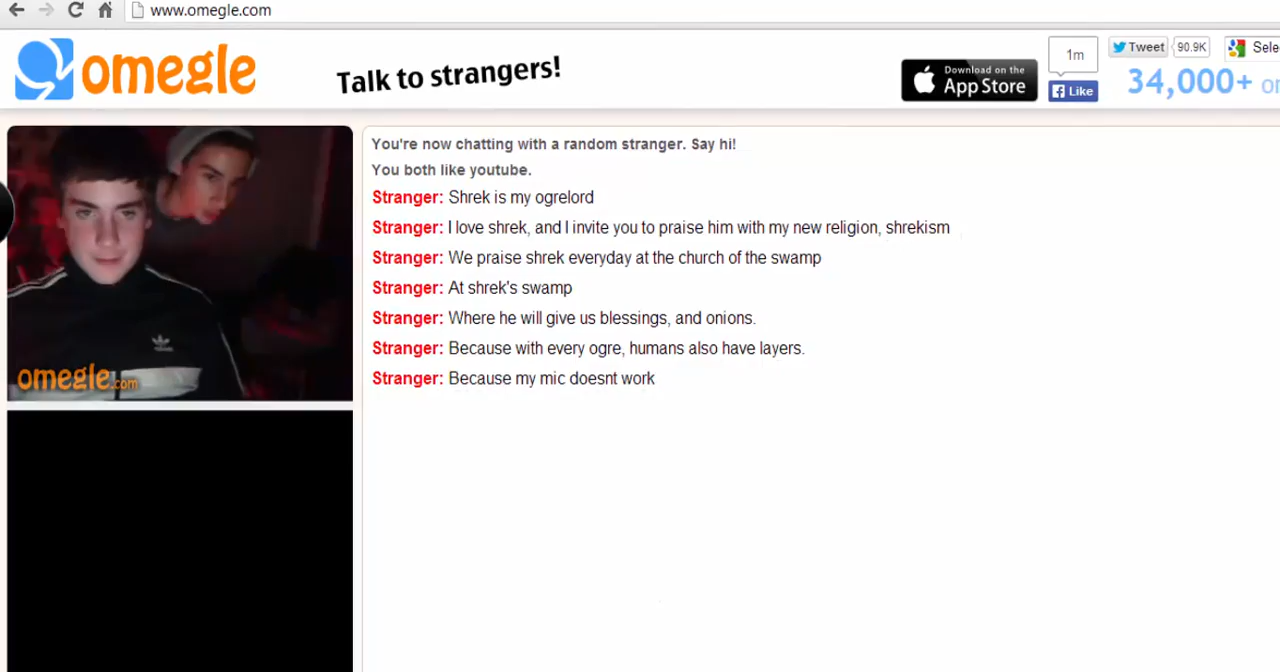 www.omegle.com
omegle
Talk to strangers!
Download on the
App Store
1m
Like
Tweet
90.9K
34,000+
You're now chatting with a random stranger. Say hi!
You both like youtube.
Stranger: Shrek is my ogrelord
Stranger: I love shrek, and I invite you to praise him with my new religion, shrekism
Stranger: We praise shrek everyday at the church of the swamp
Stranger: At shrek's swamp
Stranger: Where he will give us blessings, and onions.
Stranger: Because with every ogre, humans also have layers.
Stranger: Because my mic doesnt work
omegle.com